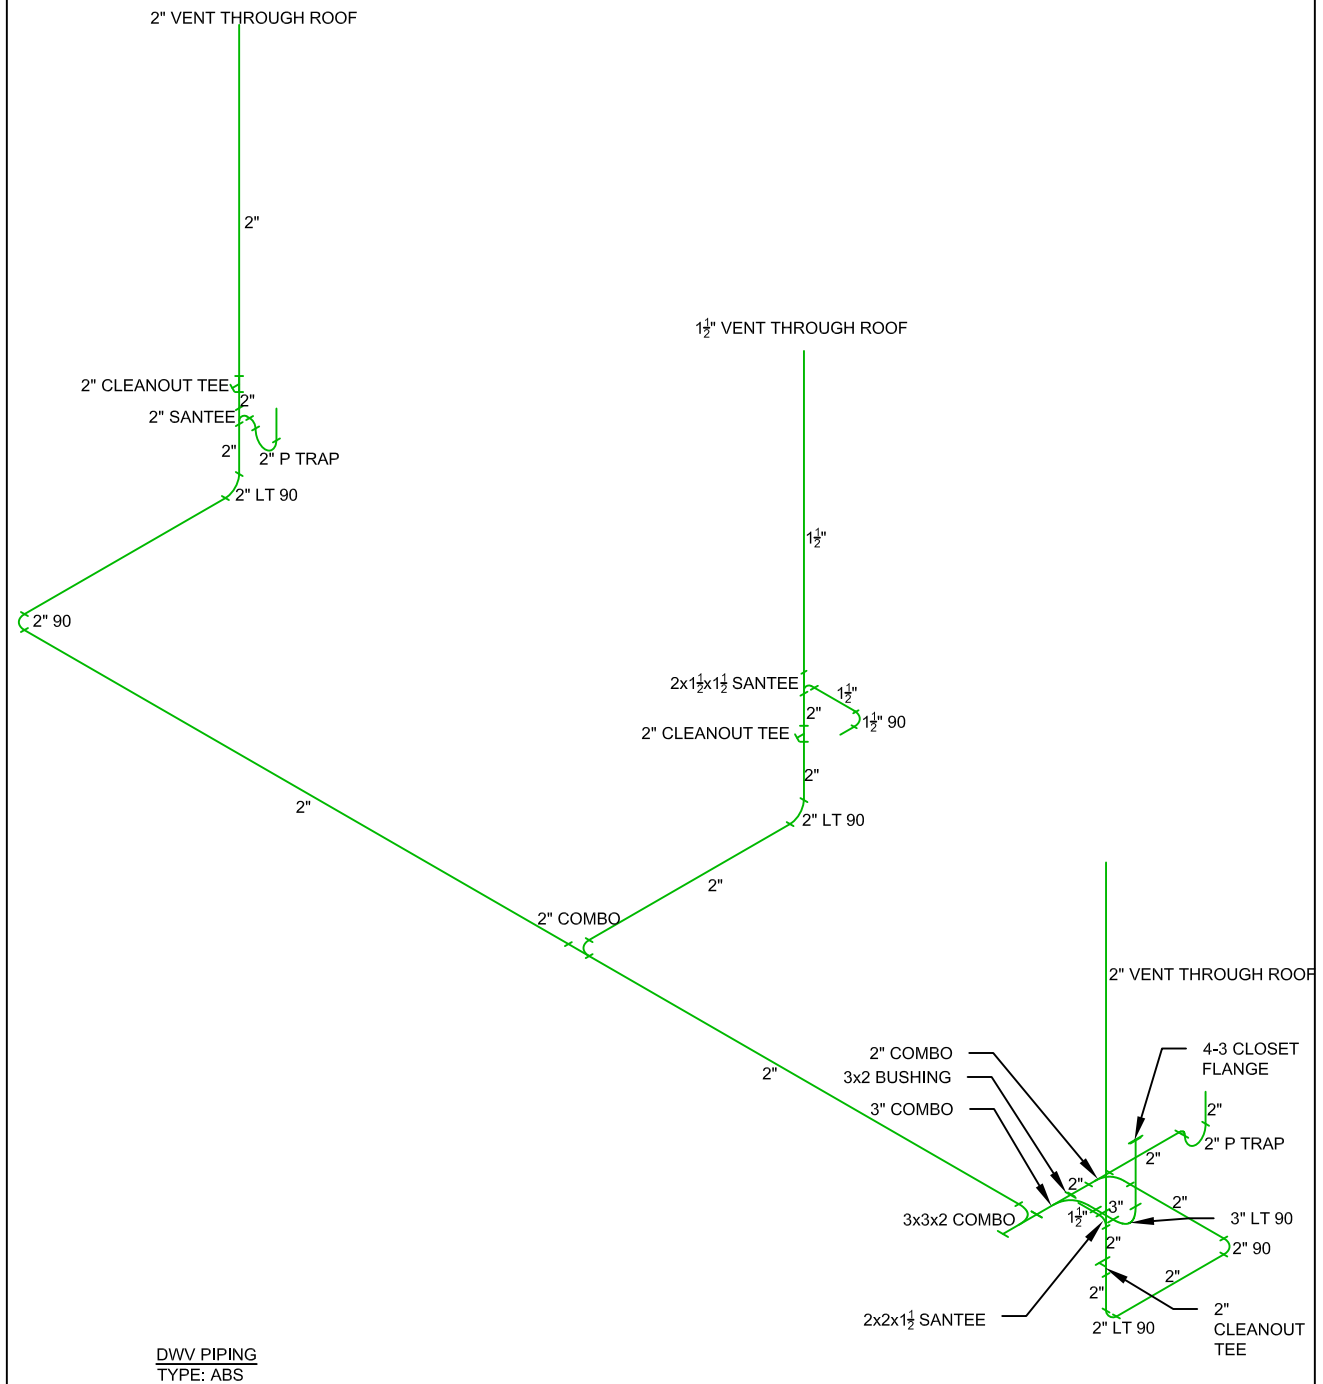 2" VENT THROUGH ROOF
2"
1½" VENT THROUGH ROOF
2" CLEANOUT TEE
2"
2" SANTEE
2"
2" P TRAP
2" LT 90
1½"
2" 90
2x1½x1½ SANTEE
1½"
2"
1½" 90
2" CLEANOUT TEE
2"
2"
2" LT 90
2"
2" COMBO
2" VENT THROUGH ROOF
2" COMBO
4-3 CLOSET
FLANGE
2"
3x2 BUSHING
3" COMBO
2"
2" P TRAP
2"
2"
2"
3"
1½"
3x3x2 COMBO
3" LT 90
2"
2" 90
2"
2"
2x2x1½ SANTEE
2" LT 90
2"
CLEANOUT
TEE
DWV PIPING
TYPE: ABS